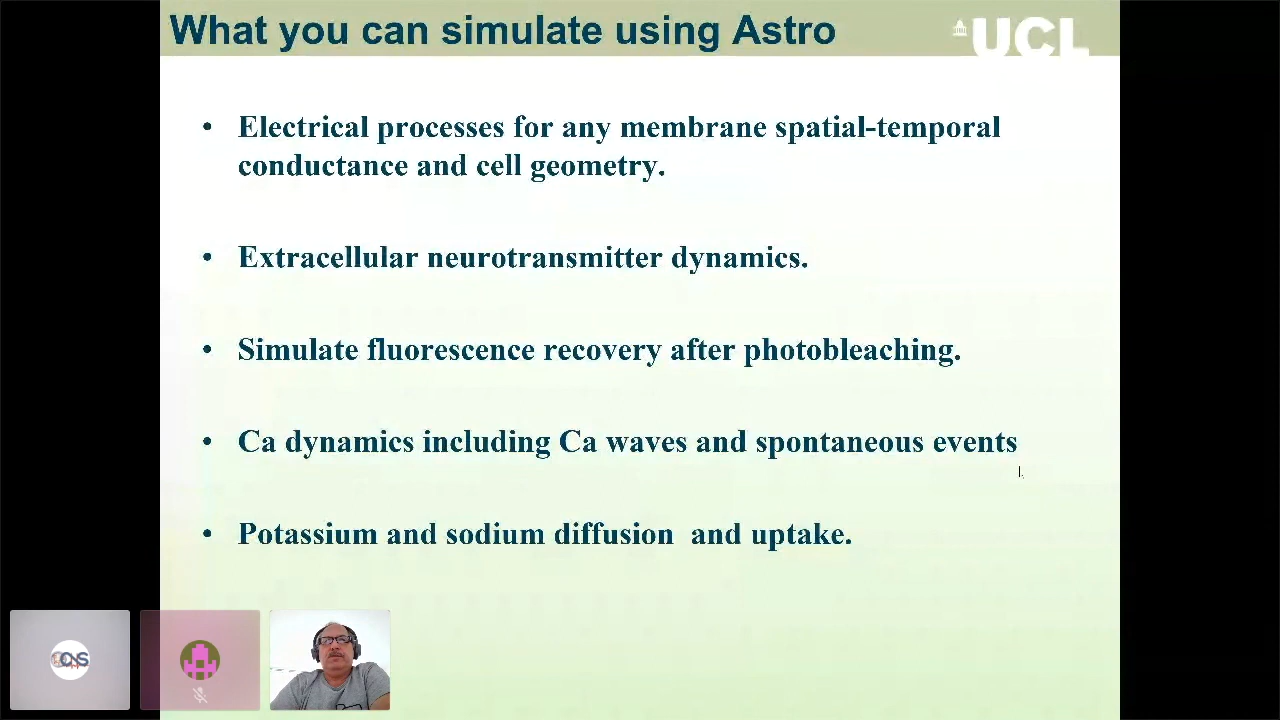 What you can simulate using Astro
UCL
• Electrical processes for any membrane spatial-temporal
conductance and cell geometry.
• Extracellular neurotransmitter dynamics.
• Simulate fluorescence recovery after photobleaching.
• Ca dynamics including Ca waves and spontaneous events
• Potassium and sodium diffusion and uptake.